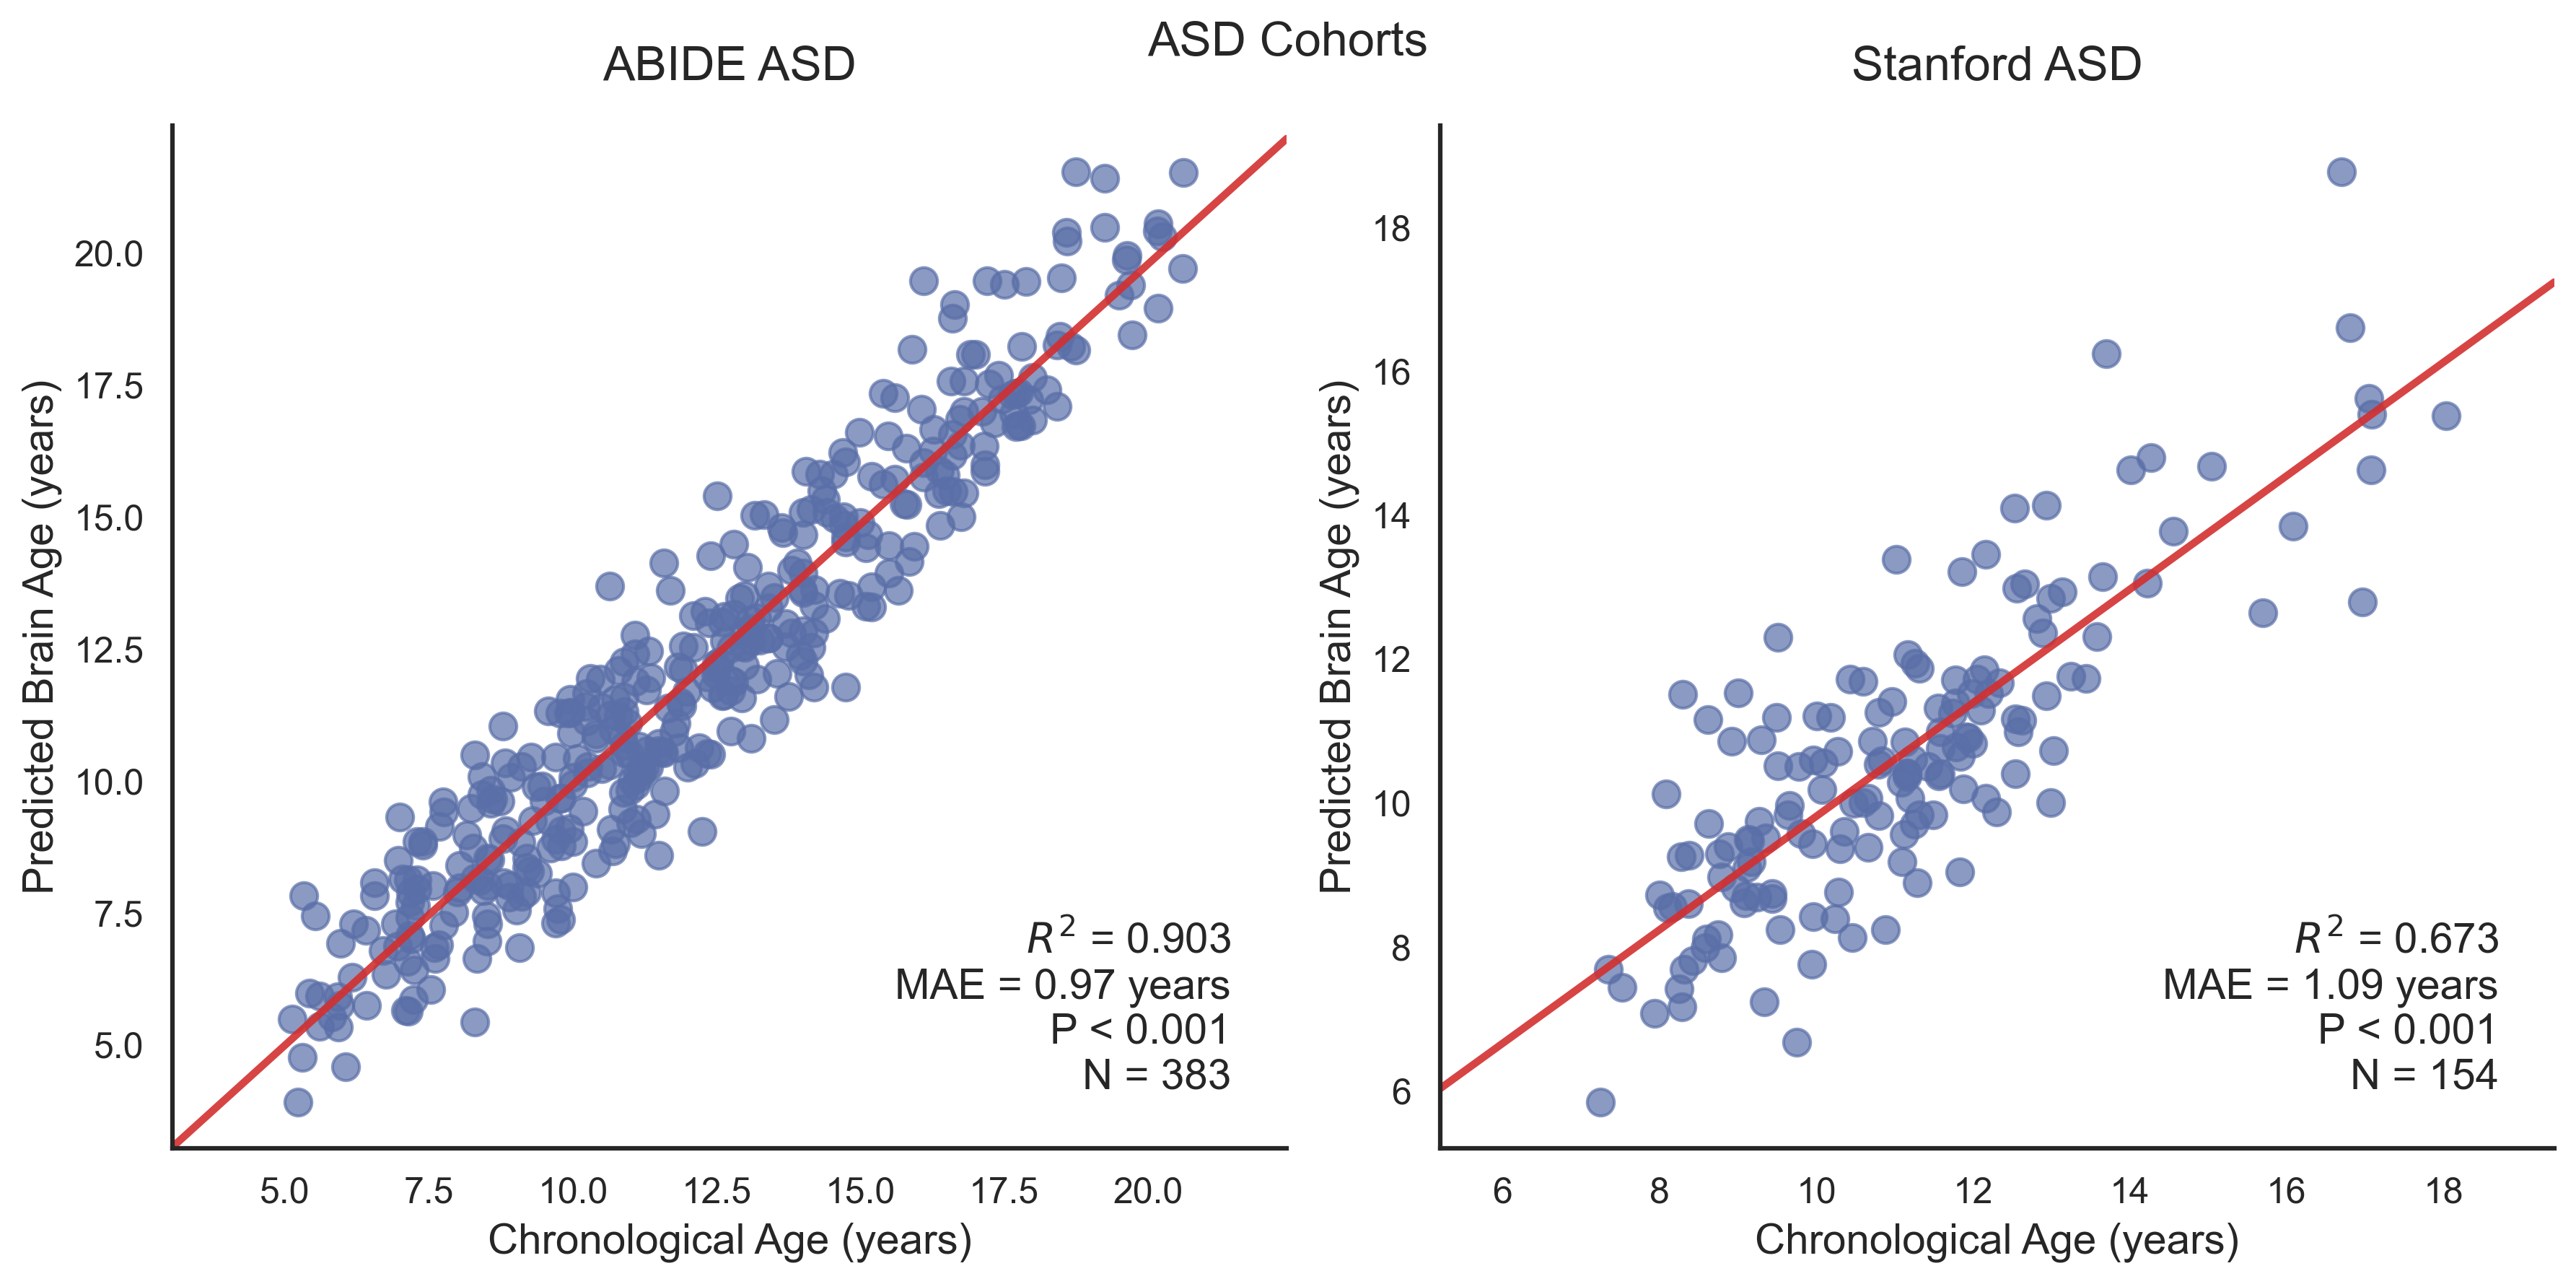 ASD Cohorts
ABIDE ASD
Predicted Brain Age (years)
20.0
17.5
15.0
12.5
10.0
7.5
5.0
R² = 0.903
MAE = 0.97 years
P < 0.001
N = 383
5.0 7.5 10.0 12.5 15.0 17.5 20.0
Chronological Age (years)
Stanford ASD
Predicted Brain Age (years)
18
16
14
12
10
8
6
R² = 0.673
MAE = 1.09 years
P < 0.001
N = 154
6 8 10 12 14 16 18
Chronological Age (years)